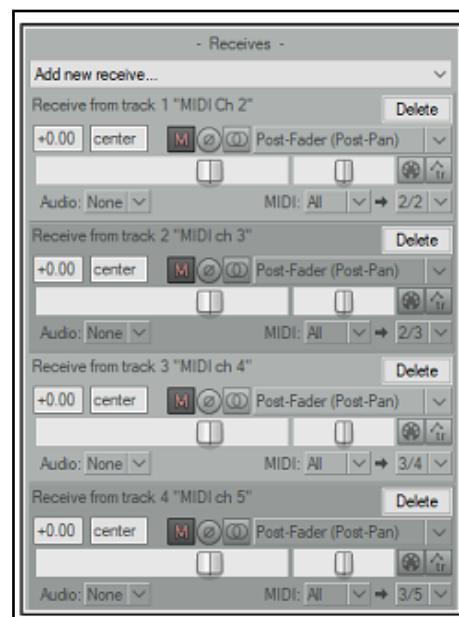 - Receives -
Add new receive...
Receive from track 1 "MIDI Ch 2"
Delete
+0.00 center M Post-Fader (Post-Pan)
tr
Audio: None MIDI: All → 2/2
Receive from track 2 "MIDI ch 3"
Delete
+0.00 center M Post-Fader (Post-Pan)
tr
Audio: None MIDI: All → 2/3
Receive from track 3 "MIDI ch 4"
Delete
+0.00 center M Post-Fader (Post-Pan)
tr
Audio: None MIDI: All → 3/4
Receive from track 4 "MIDI ch 5"
Delete
+0.00 center M Post-Fader (Post-Pan)
tr
Audio: None MIDI: All → 3/5